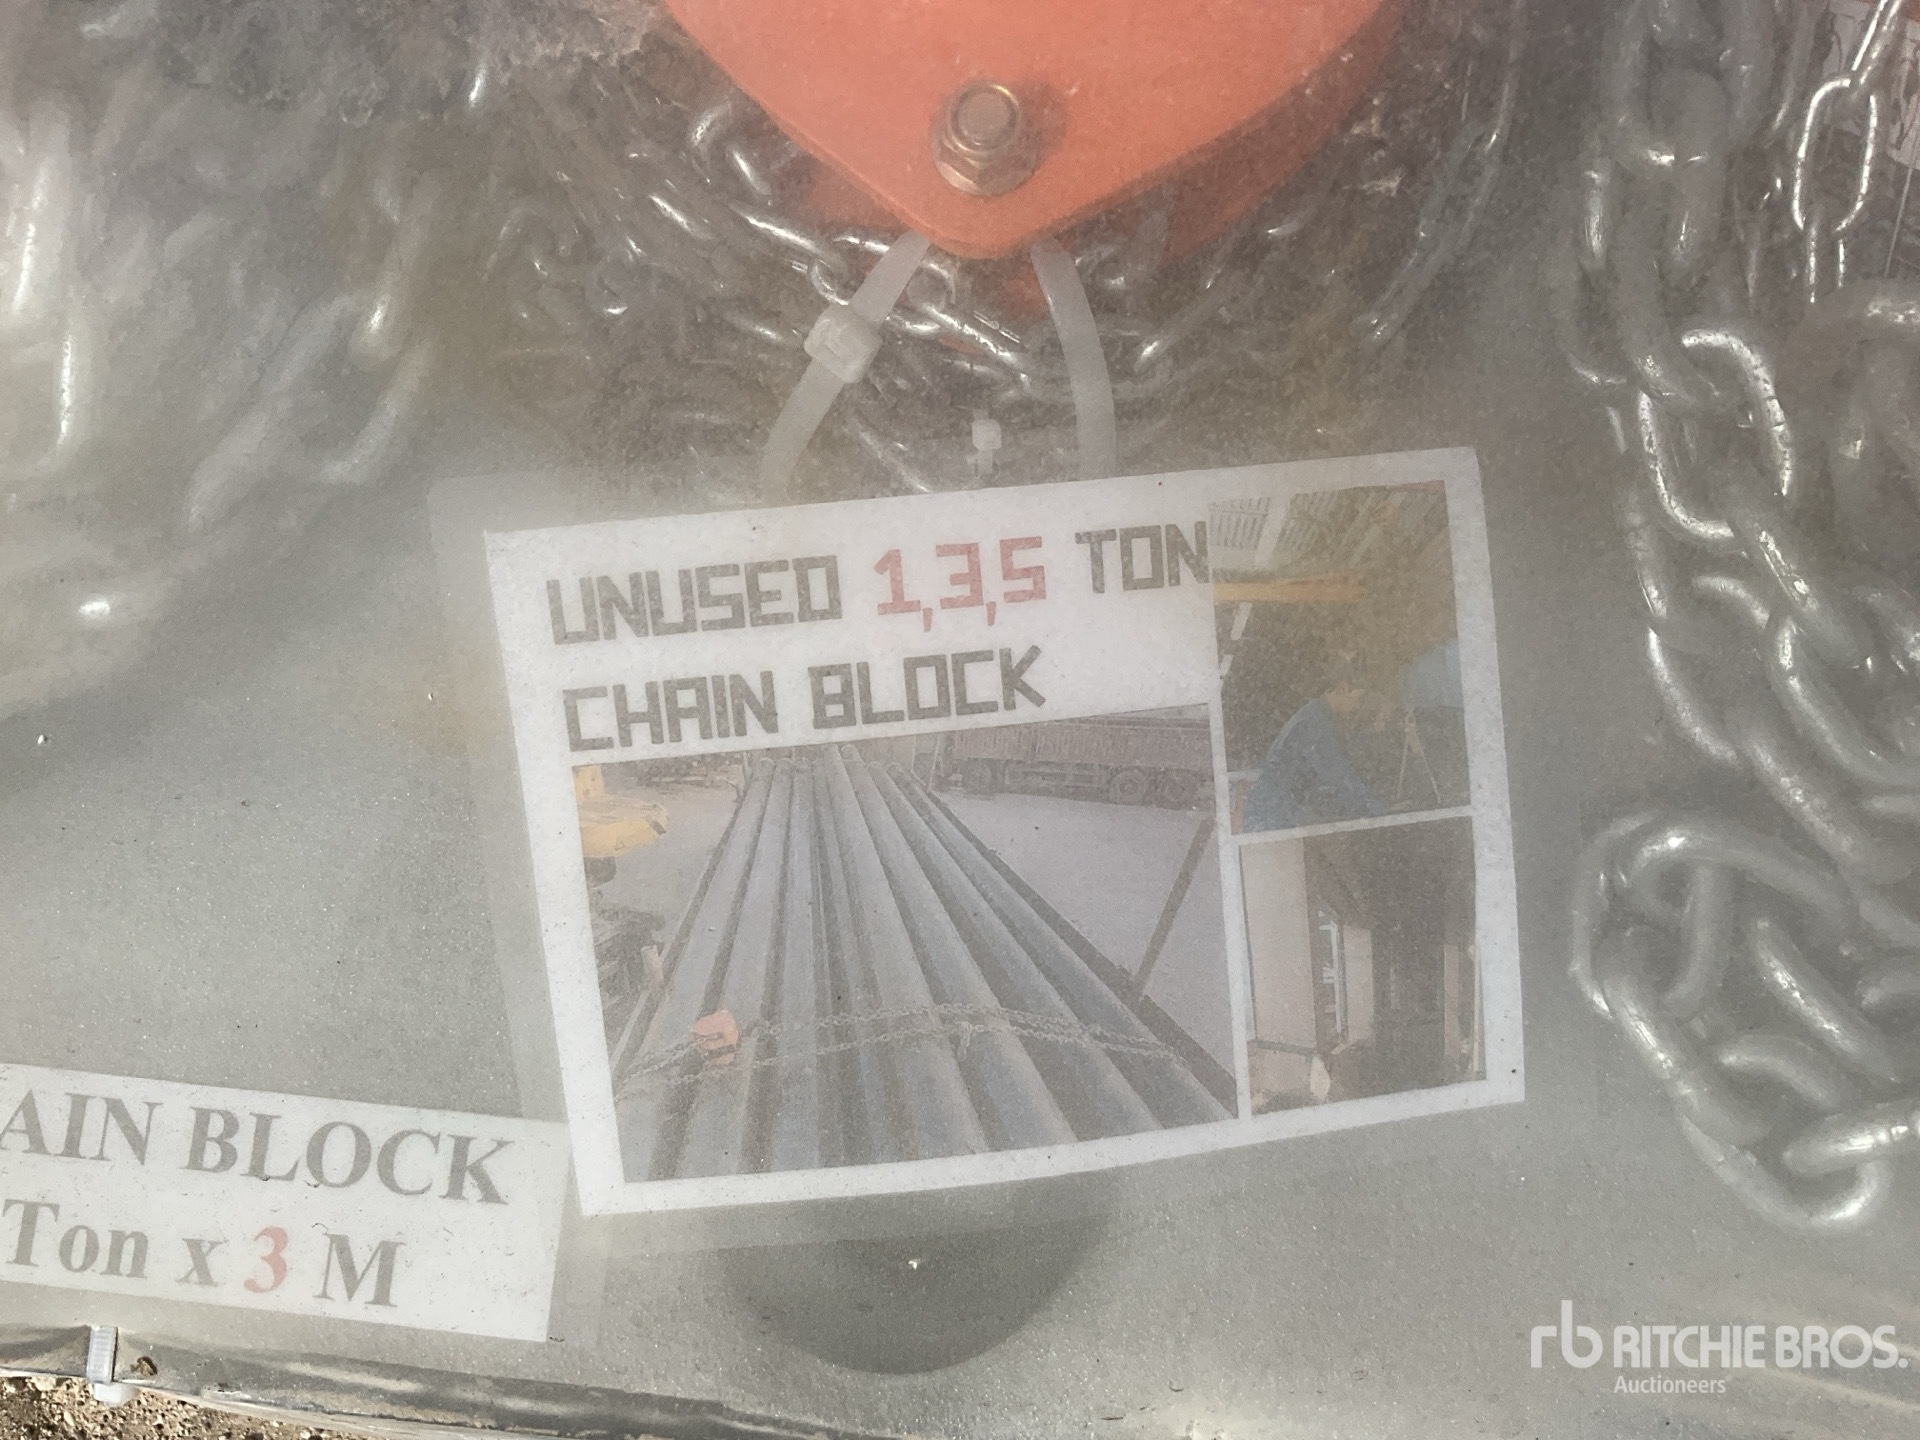 UNUSED 1,3,5 TON
CHAIN BLOCK
AIN BLOCK
Ton x 3 M
rb RITCHIE BROS.
Auctioneers